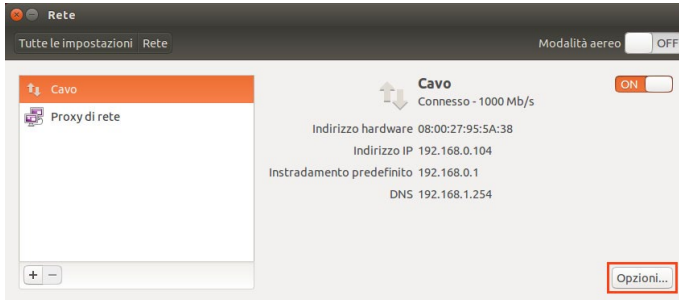 Rete
Tutte le impostazioni Rete
Modalità aereo OFF
Cavo
Proxy di rete
Cavo
Connesso - 1000 Mb/s
ON
Indirizzo hardware 08:00:27:95:5A:38
Indirizzo IP 192.168.0.104
Instradamento predefinito 192.168.0.1
DNS 192.168.1.254
Opzioni...